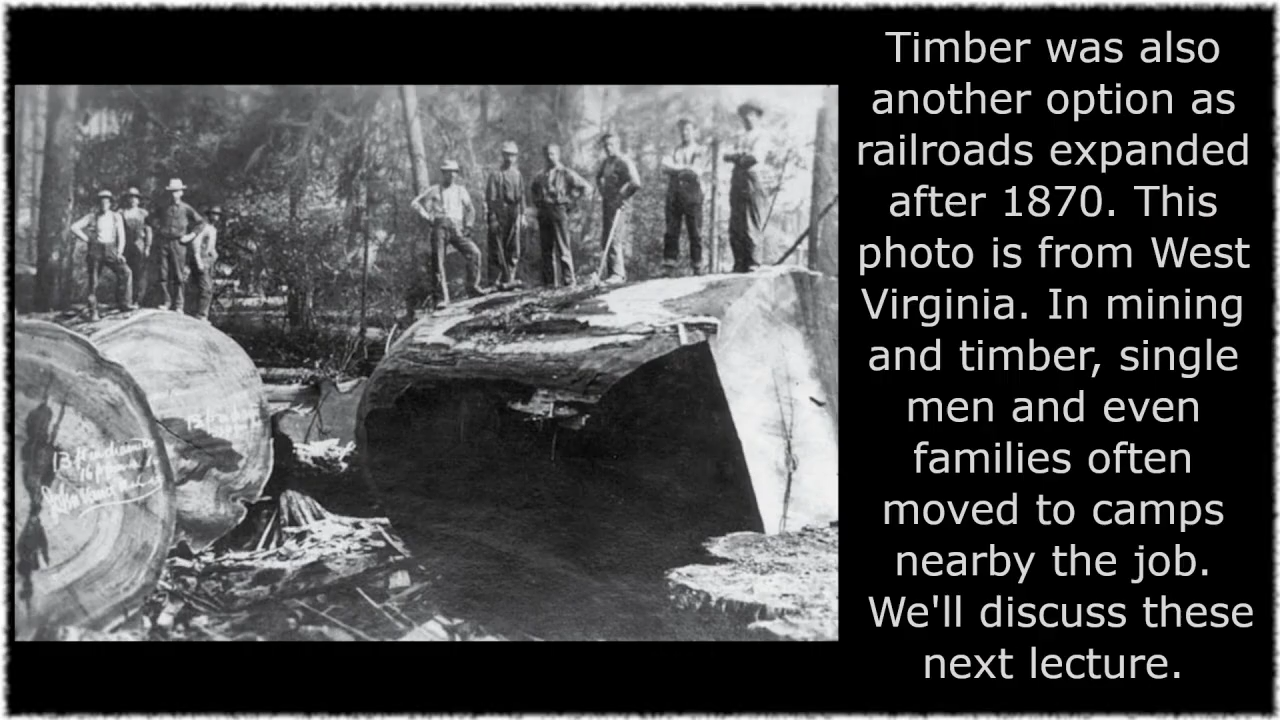 Timber was also
another option as
railroads expanded
after 1870. This
photo is from West
Virginia. In mining
and timber, single
men and even
families often
moved to camps
nearby the job.
We'll discuss these
next lecture.